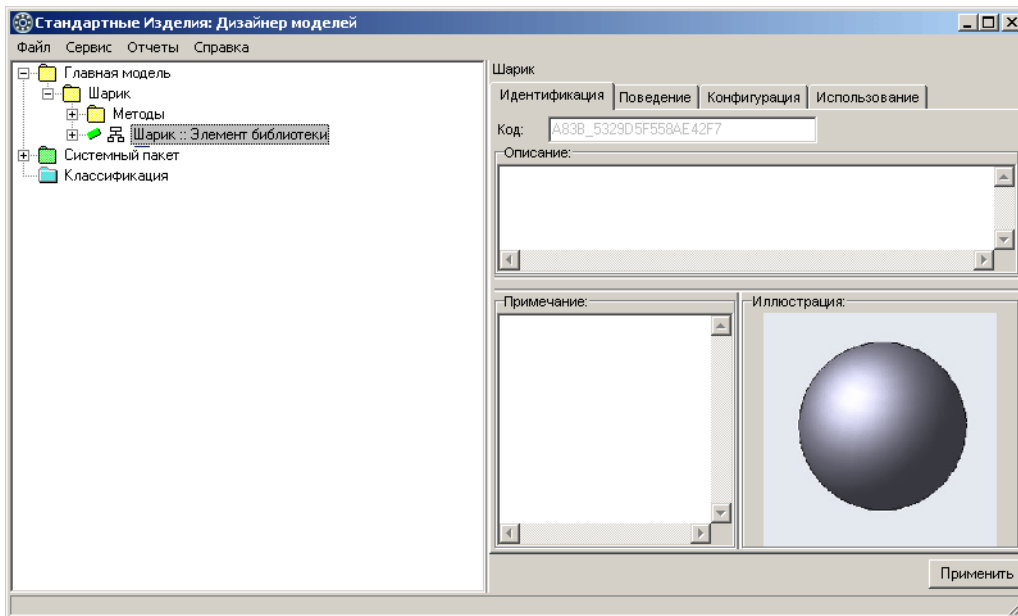 Стандартные Изделия: Дизайнер моделей
Файл Сервис Отчеты Справка
Главная модель
Шарик
Методы
Шарик :: Элемент библиотеки
Системный пакет
Классификация
Шарик
Идентификация Поведение Конфигурация Использование
Код: A83B_5329D5F558AE42F7
Описание:
Примечание:
Иллюстрация:
Применить